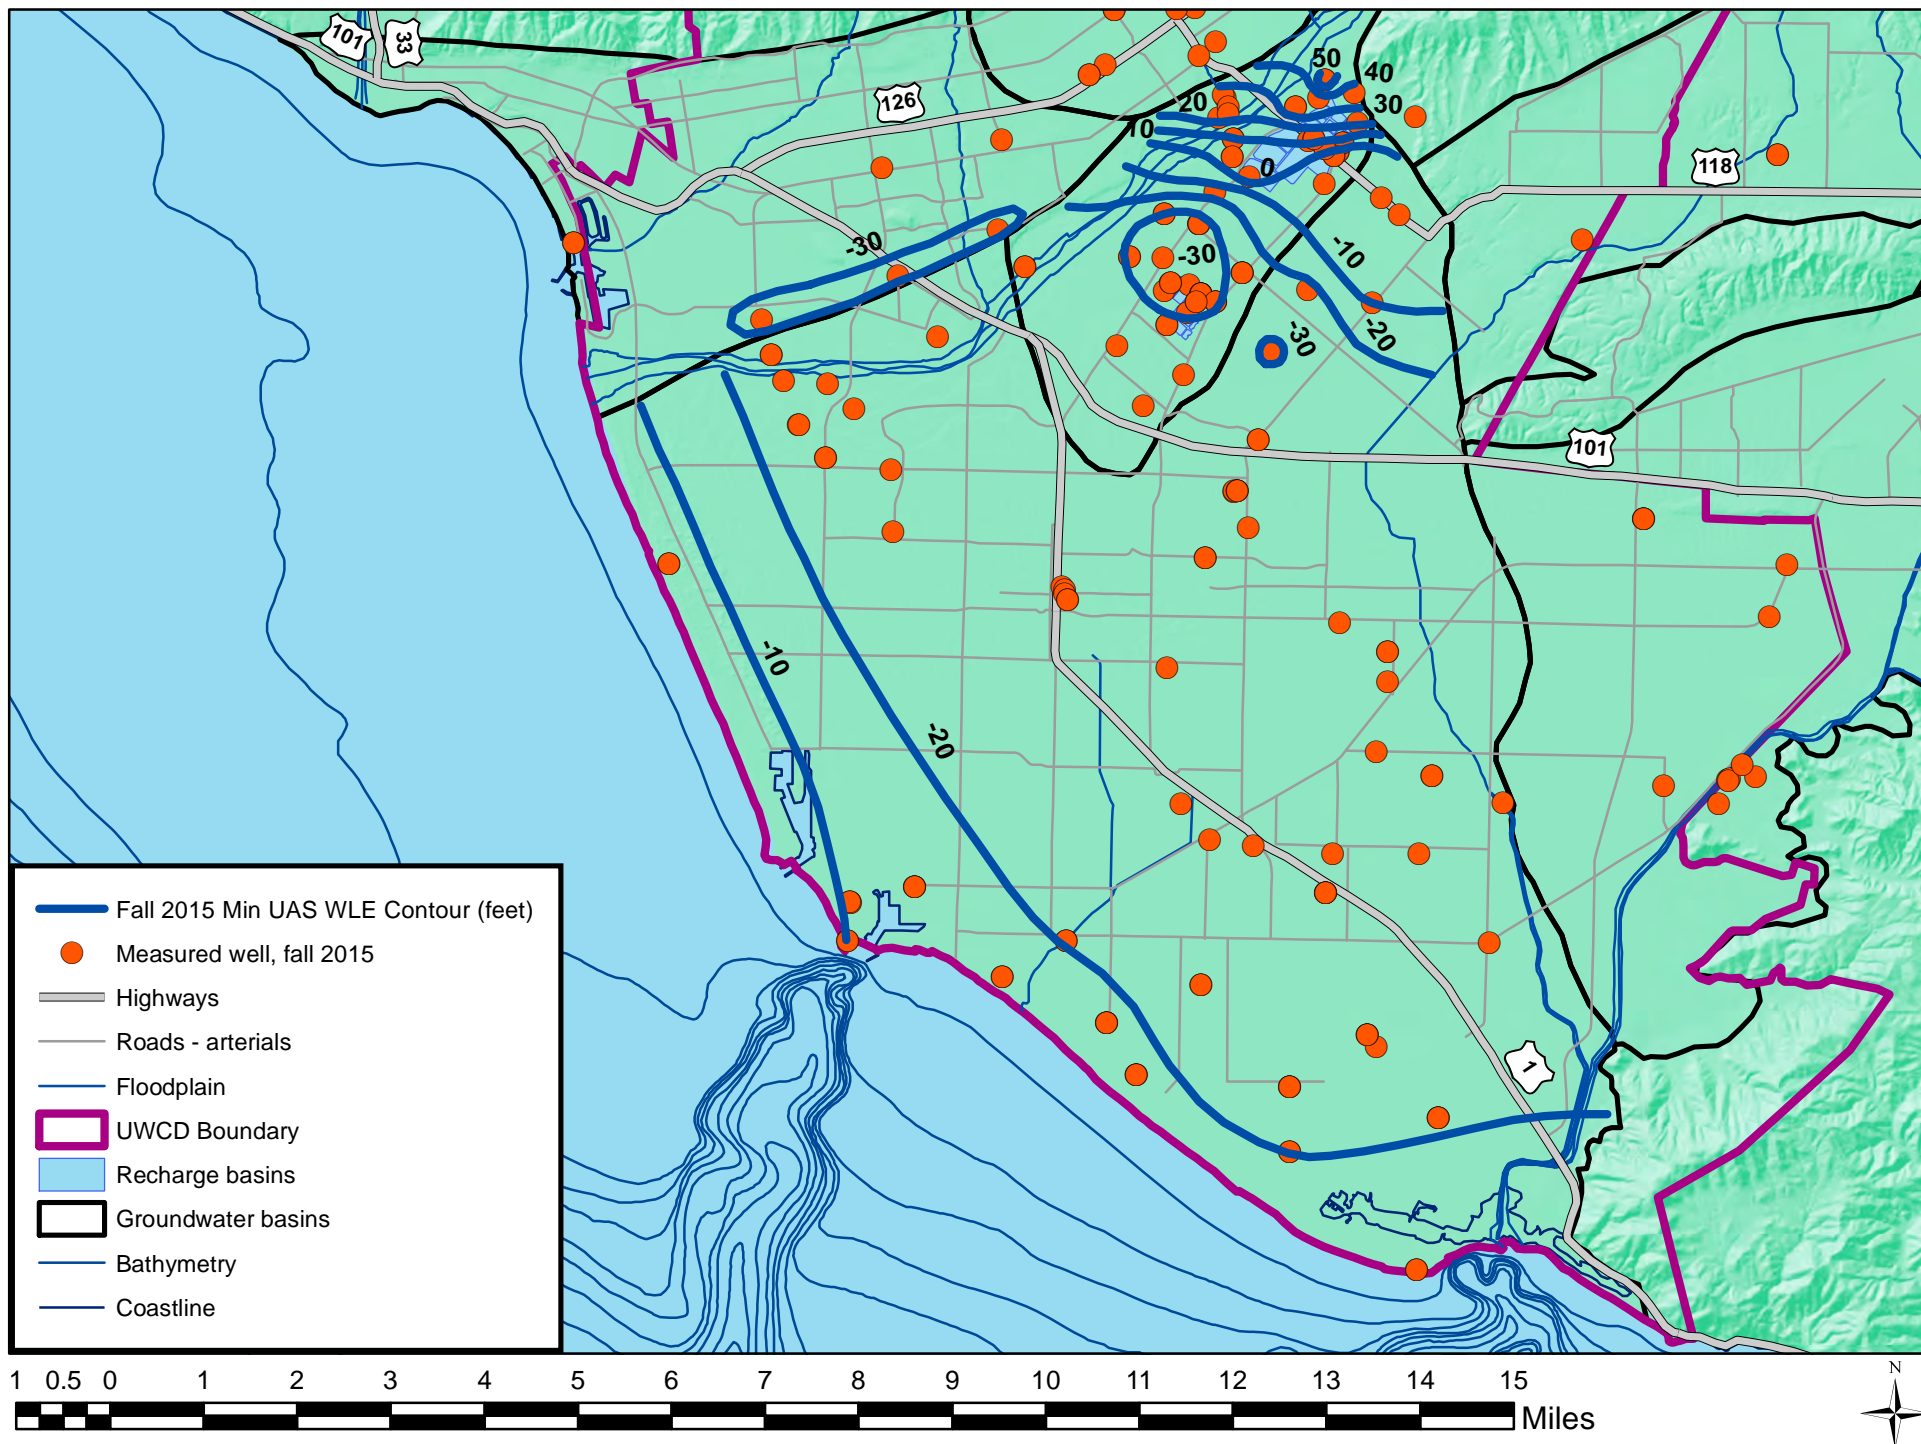 101
33
126
50
40
30
20
10
0
118
-30
-30
-10
-20
-30
101
-10
-20
1
Fall 2015 Min UAS WLE Contour (feet)
Measured well, fall 2015
Highways
Roads - arterials
Floodplain
UWCD Boundary
Recharge basins
Groundwater basins
Bathymetry
Coastline
1 0.5 0 1 2 3 4 5 6 7 8 9 10 11 12 13 14 15
Miles
N